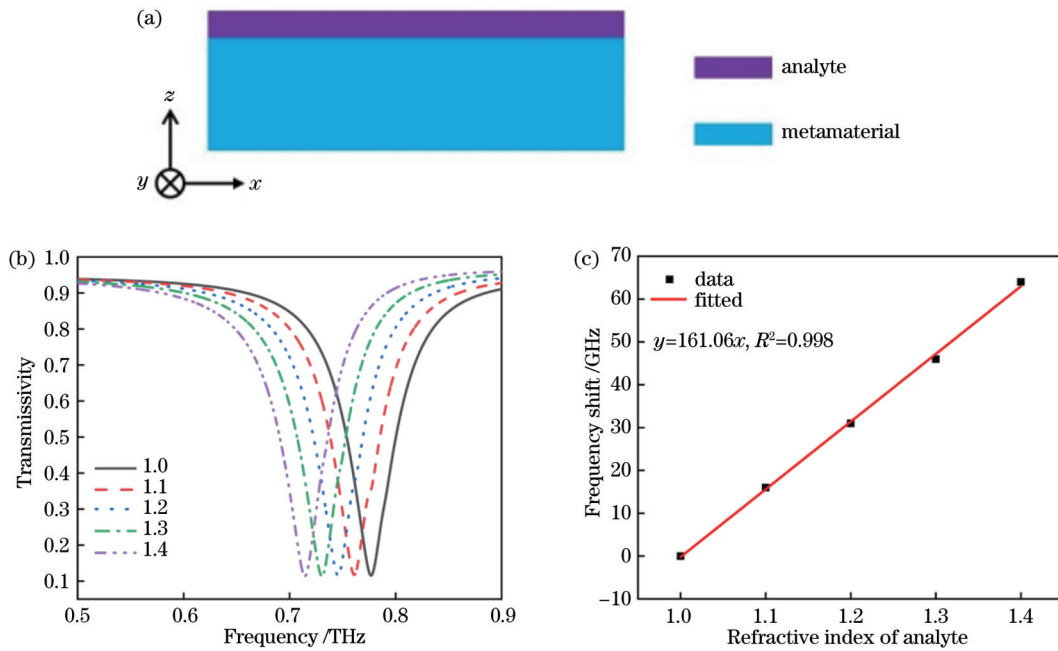 (a)
analyte
metamaterial
z
y
x
(b)
1.0
0.9
0.8
0.7
0.6
0.5
0.4
0.3
0.2
0.1
Transmissivity
1.0
1.1
1.2
1.3
1.4
0.5
0.6
0.7
0.8
0.9
Frequency /THz
(c)
70
60
50
40
30
20
16
0
−10
Frequency shift /GHz
data
fitted
y=161.06x, R²=0.998
1.0
1.1
1.2
1.3
1.4
Refractive index of analyte